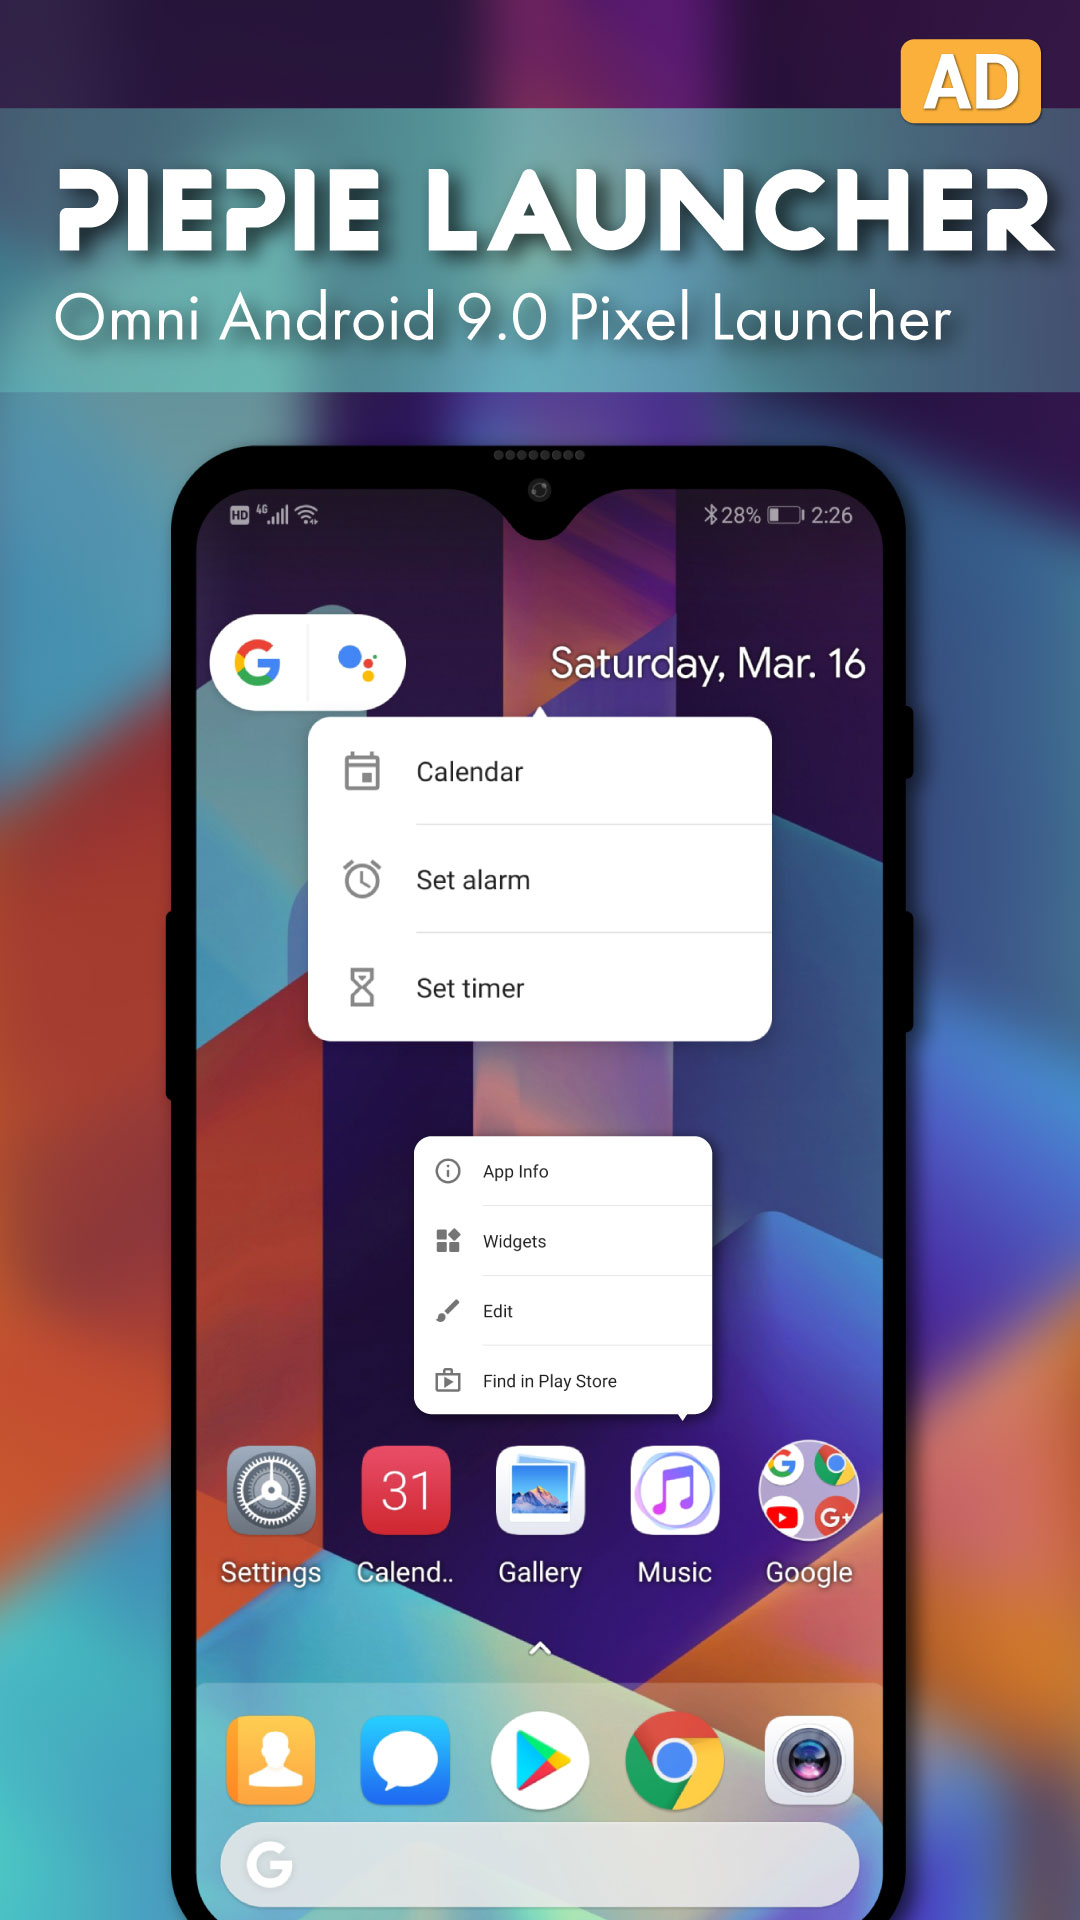 AD
PIEPIE LAUNCHER
Omni Android 9.0 Pixel Launcher
HD 4G 28% 2:26
Saturday, Mar. 16
Calendar
Set alarm
Set timer
App Info
Widgets
Edit
Find in Play Store
31 G G+
Settings Calend.. Gallery Music Google
G